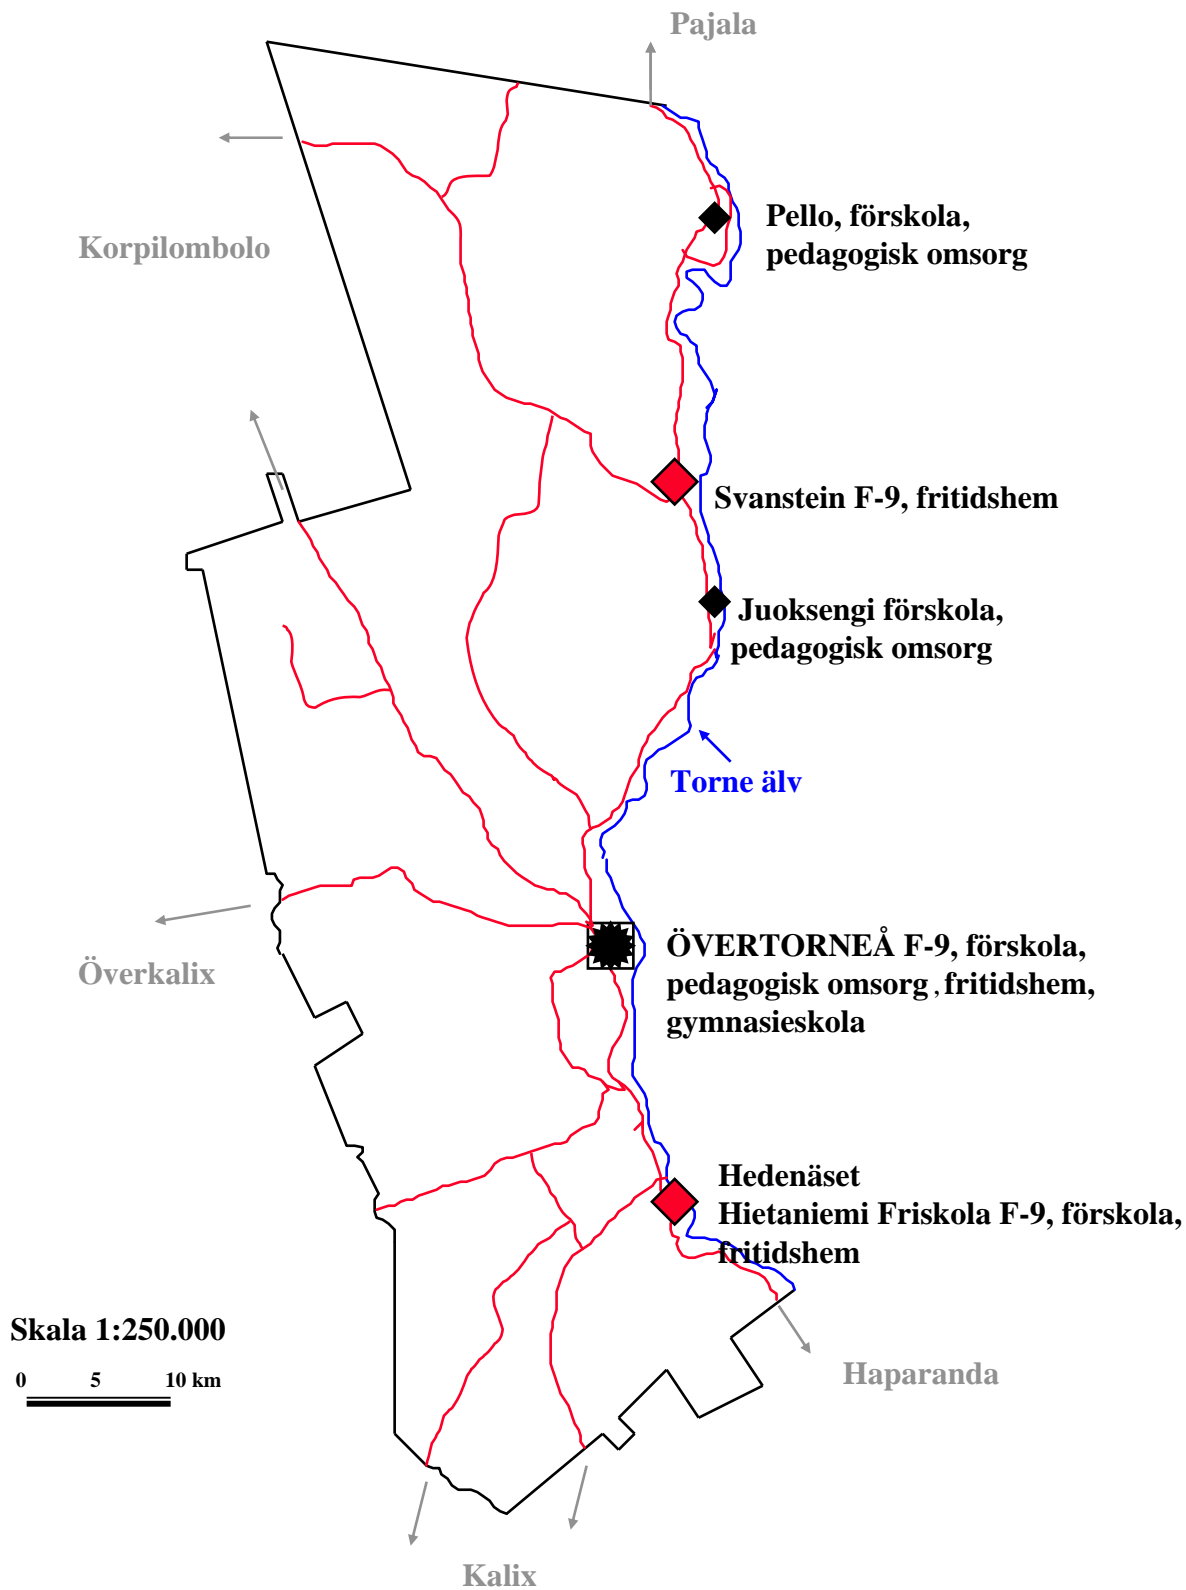 Pajala
Pello, förskola,
pedagogisk omsorg
Korpilombolo
Svanstein F-9, fritidshem
Juoksengi förskola,
pedagogisk omsorg
Torne älv
ÖVERTORNEÅ F-9, förskola,
pedagogisk omsorg, fritidshem,
gymnasieskola
Överkalix
Hedenäset
Hietaniemi Friskola F-9, förskola,
fritidshem
Skala 1:250.000
0 5 10 km
Haparanda
Kalix